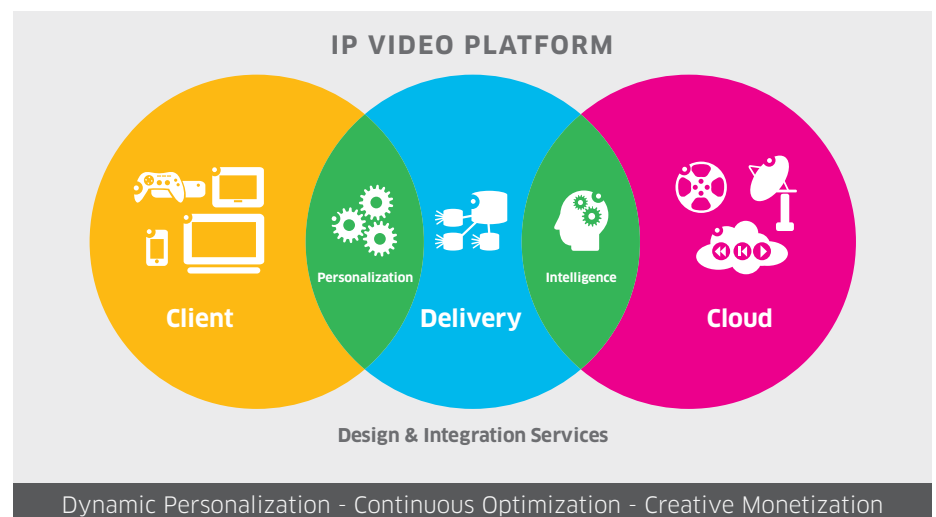 IP VIDEO PLATFORM
Personalization
Intelligence
Client
Delivery
Cloud
Design & Integration Services
Dynamic Personalization - Continuous Optimization - Creative Monetization